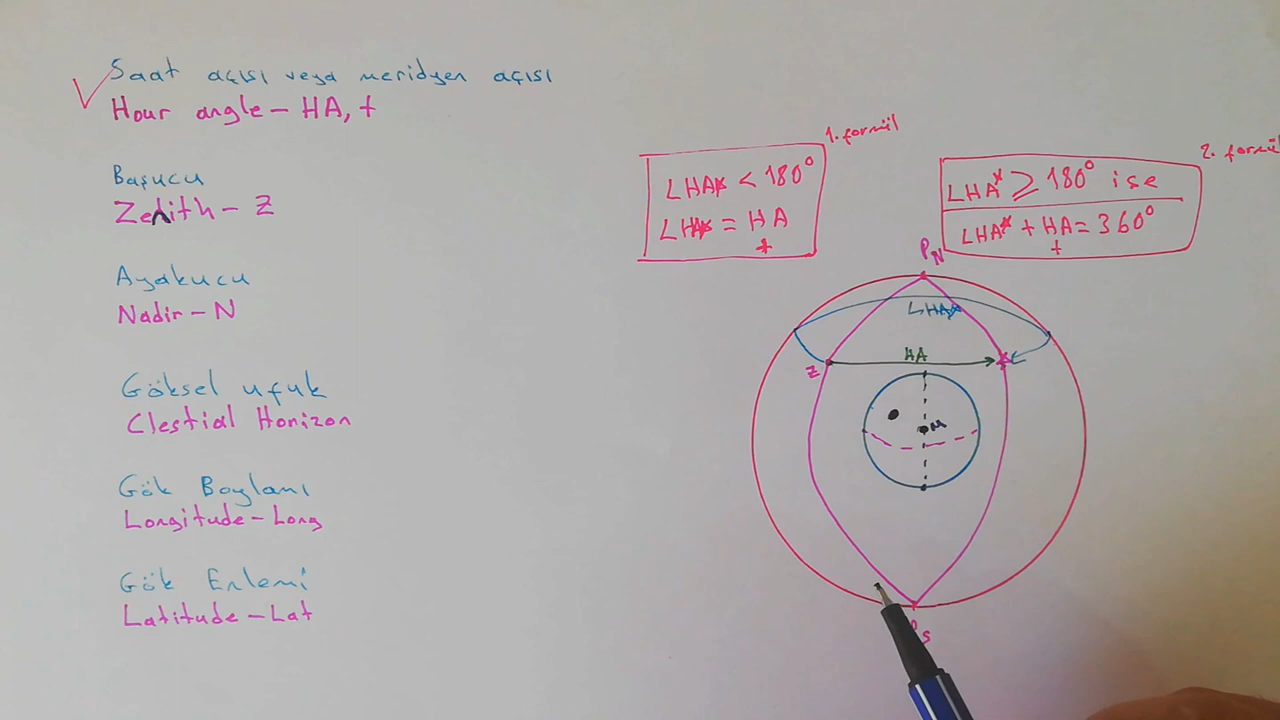 Saat açısı veya meridyen açısı
Hour angle - HA, t
Başucu
Zenith - Z
Ayakucu
Nadir - N
Göksel ufuk
Clestial Horizon
Gök Boylamı
Longitude - Long
Gök Enlemi
Latitude - Lat
1. formül
LHA* < 180°
LHA* = HA
t
2. formül
LHA* ≥ 180° ise
LHA* + HA = 360°
t
PN
LHA*
HA
Z
M
s